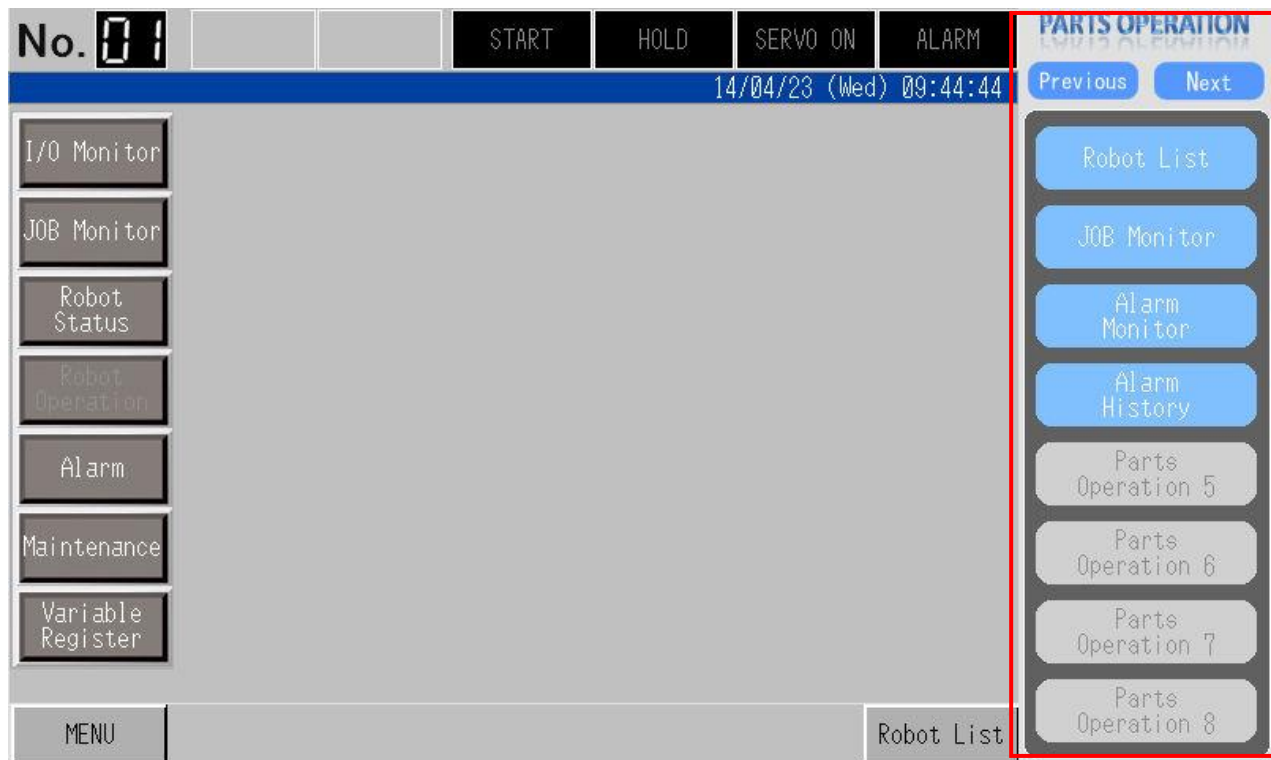 No. 01
START HOLD SERVO ON ALARM
14/04/23 (Wed) 09:44:44
I/O Monitor
JOB Monitor
Robot
Status
Robot
Operation
Alarm
Maintenance
Variable
Register
MENU
Robot List
PARTS OPERATION
Previous Next
Robot List
JOB Monitor
Alarm
Monitor
Alarm
History
Parts
Operation 5
Parts
Operation 6
Parts
Operation 7
Parts
Operation 8